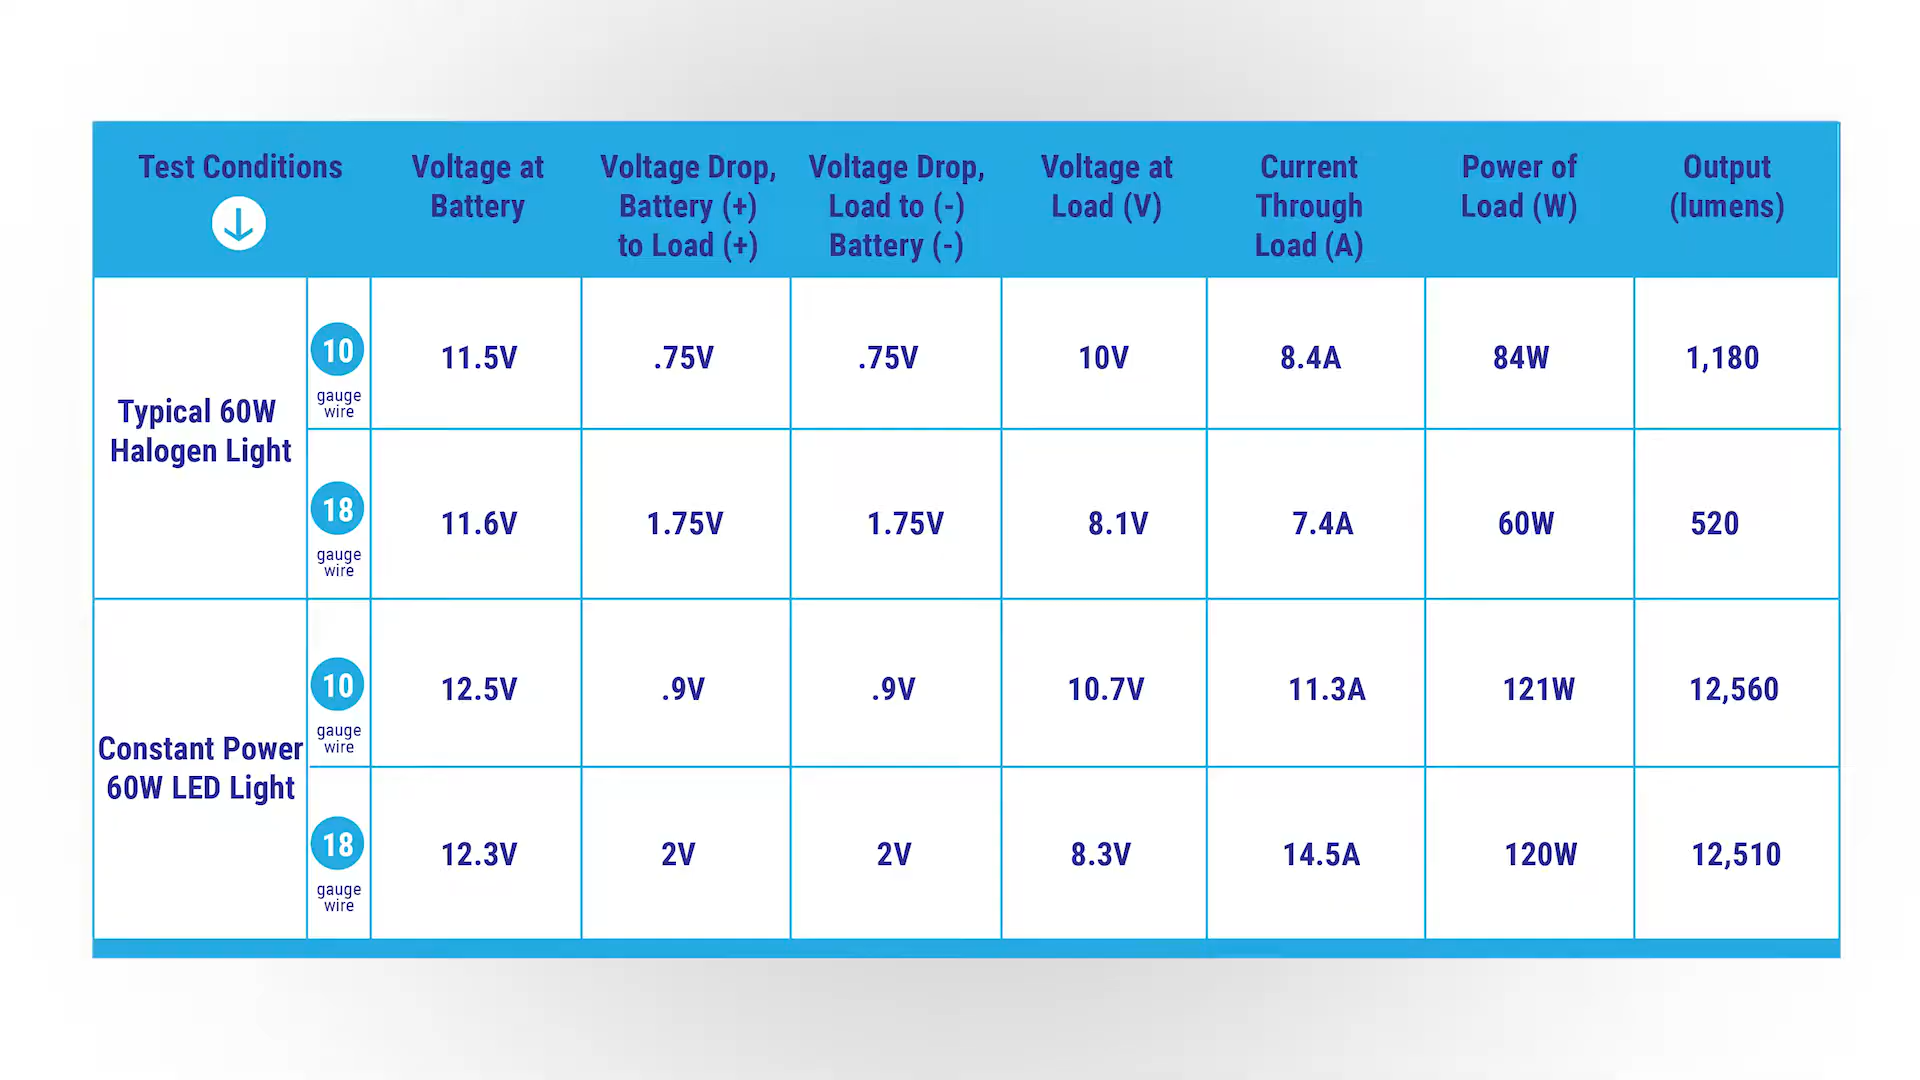 Test Conditions
Voltage at
Battery
Voltage Drop,
Battery (+)
to Load (+)
Voltage Drop,
Load to (-)
Battery (-)
Voltage at
Load (V)
Current
Through
Load (A)
Power of
Load (W)
Output
(lumens)
Typical 60W
Halogen Light
10
gauge
wire
11.5V
.75V
.75V
10V
8.4A
84W
1,180
18
gauge
wire
11.6V
1.75V
1.75V
8.1V
7.4A
60W
520
Constant Power
60W LED Light
10
gauge
wire
12.5V
.9V
.9V
10.7V
11.3A
121W
12,560
18
gauge
wire
12.3V
2V
2V
8.3V
14.5A
120W
12,510